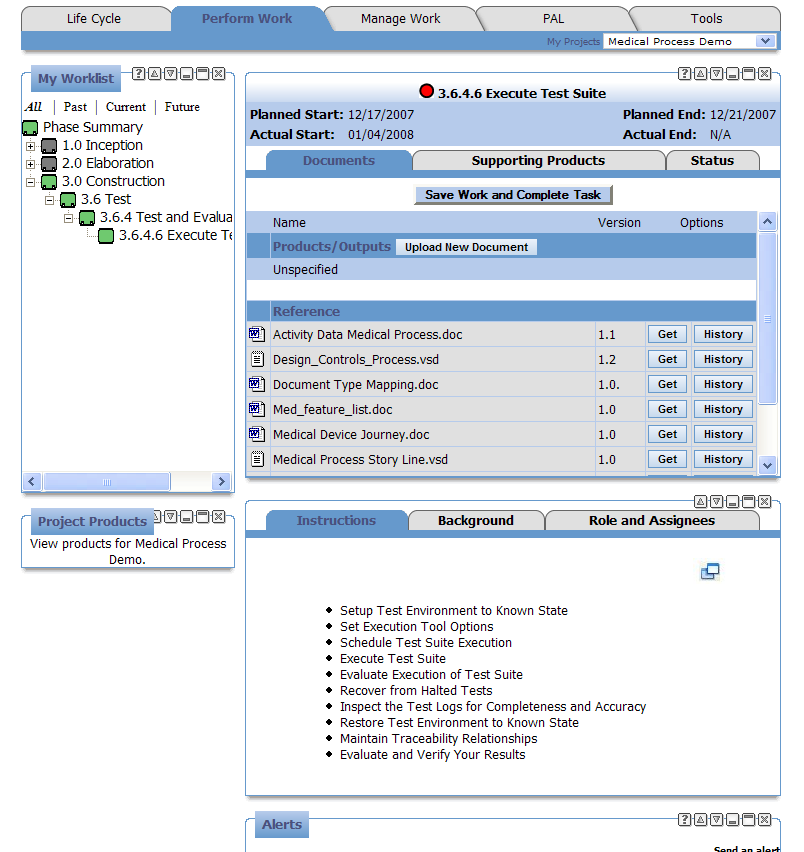 Life Cycle
Perform Work
Manage Work
PAL
Tools
My Projects Medical Process Demo
My Worklist
All | Past | Current | Future
Phase Summary
1.0 Inception
2.0 Elaboration
3.0 Construction
3.6 Test
3.6.4 Test and Evalua
3.6.4.6 Execute Te
Project Products
View products for Medical Process
Demo.
3.6.4.6 Execute Test Suite
Planned Start: 12/17/2007 Planned End: 12/21/2007
Actual Start: 01/04/2008 Actual End: N/A
Documents Supporting Products Status
Save Work and Complete Task
Name Version Options
Products/Outputs Upload New Document
Unspecified
Reference
Activity Data Medical Process.doc 1.1 Get History
Design_Controls_Process.vsd 1.2 Get History
Document Type Mapping.doc 1.0. Get History
Med_feature_list.doc 1.0 Get History
Medical Device Journey.doc 1.0 Get History
Medical Process Story Line.vsd 1.0 Get History
Instructions Background Role and Assignees
Setup Test Environment to Known State
Set Execution Tool Options
Schedule Test Suite Execution
Execute Test Suite
Evaluate Execution of Test Suite
Recover from Halted Tests
Inspect the Test Logs for Completeness and Accuracy
Restore Test Environment to Known State
Maintain Traceability Relationships
Evaluate and Verify Your Results
Alerts
Send an alert